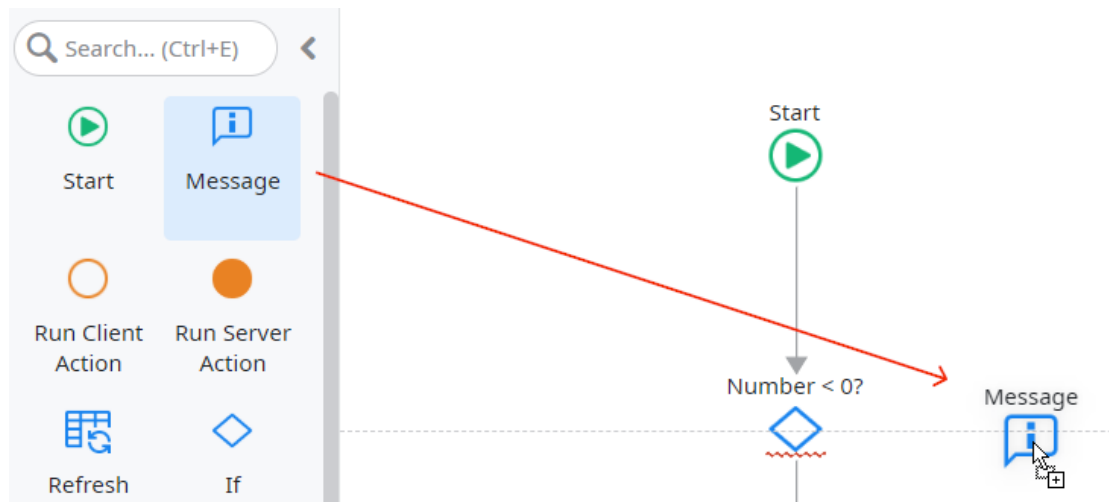 Search... (Ctrl+E)
Start
Message
Run Client
Action
Run Server
Action
Refresh
If
Start
Number < 0?
Message